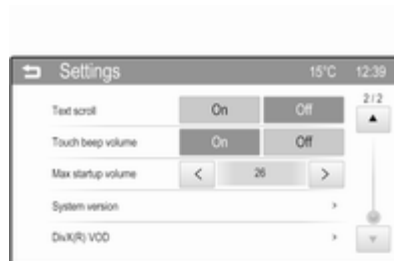 Settings 15°C 12:39
2/2
Text scroll On Off
Touch beep volume On Off
Max startup volume < 26 >
System version >
DivX(R) VOD >